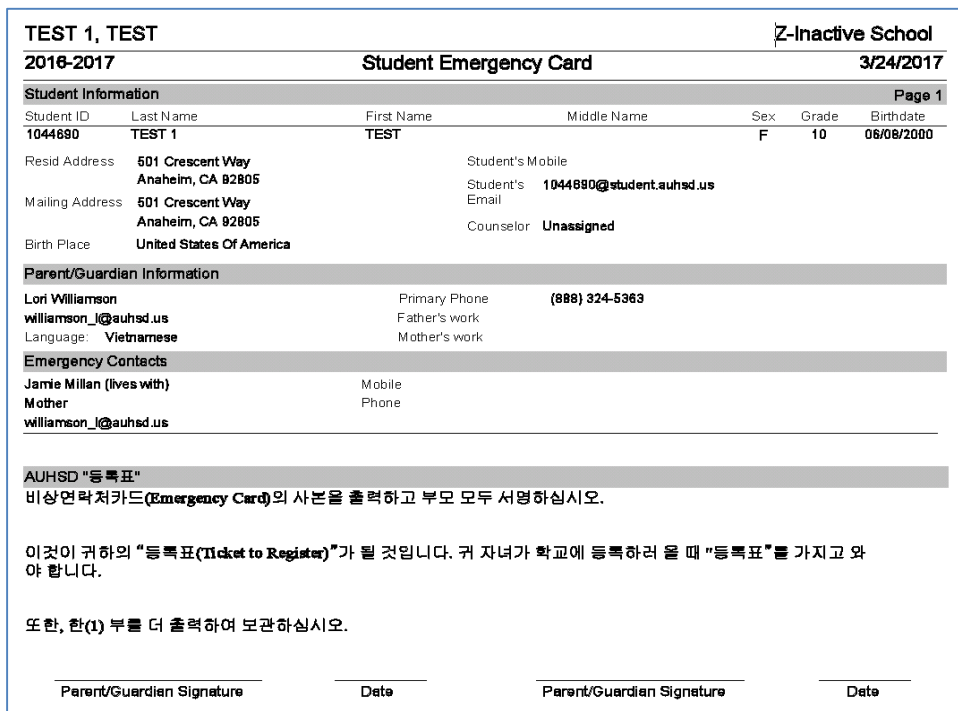 TEST 1, TEST Z-Inactive School
2016-2017 Student Emergency Card 3/24/2017
Student Information Page 1
Student ID Last Name First Name Middle Name Sex Grade Birthdate
1044690 TEST 1 TEST F 10 06/08/2000
Resid Address 501 Crescent Way Student's Mobile
Anaheim, CA 92805
Student's Email 1044690@student.auhsd.us
Mailing Address 501 Crescent Way
Anaheim, CA 92805
Counselor Unassigned
Birth Place United States Of America
Parent/Guardian Information
Lori Williamson Primary Phone (888) 324-5363
williamson_l@auhsd.us Father's work
Language: Vietnamese Mother's work
Emergency Contacts
Jamie Millan (lives with) Mobile
Mother Phone
williamson_l@auhsd.us
AUHSD "등록표"
비상연락처카드(Emergency Card)의 사본을 출력하고 부모 모두 서명하십시오.
이것이 귀하의 “등록표(Ticket to Register)”가 될 것입니다. 귀 자녀가 학교에 등록하러 올 때 "등록표"를 가지고 와
야 합니다.
또한, 한(1) 부를 더 출력하여 보관하십시오.
Parent/Guardian Signature Date Parent/Guardian Signature Date